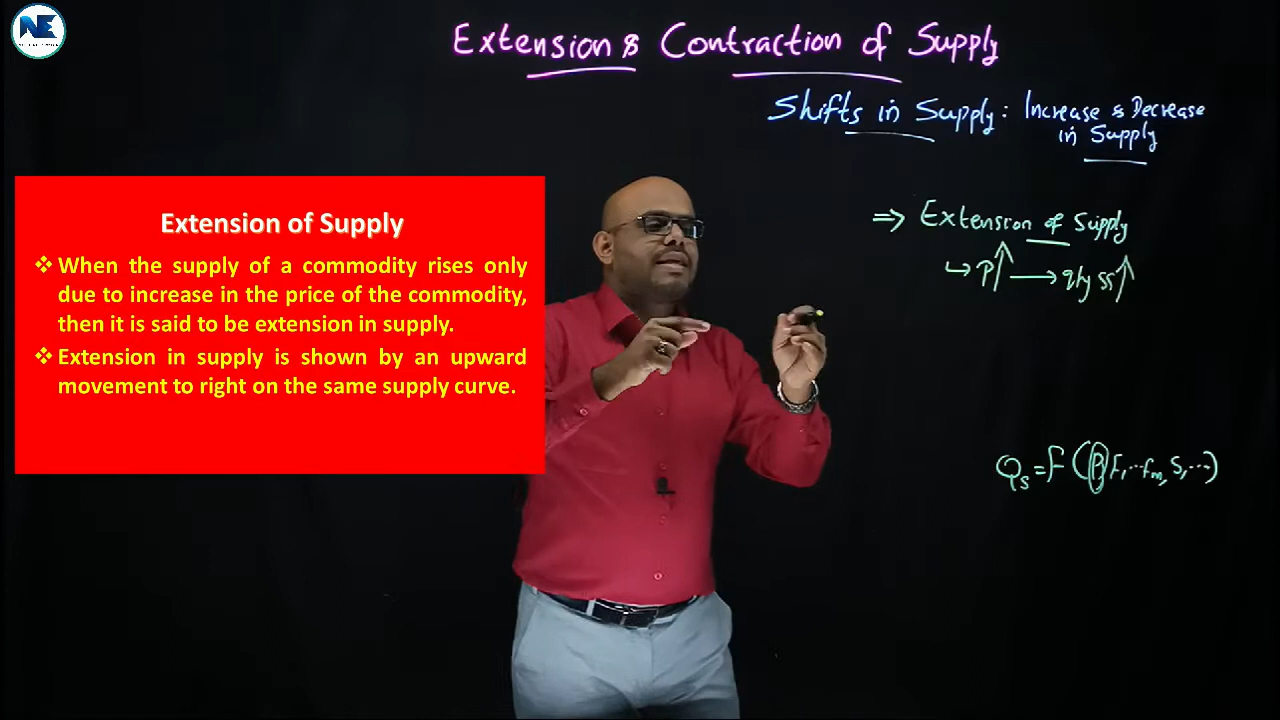 NE
Extension & Contraction of Supply
Shifts in Supply: Increase & Decrease
in Supply
Extension of Supply
When the supply of a commodity rises only
due to increase in the price of the commodity,
then it is said to be extension in supply.
Extension in supply is shown by an upward
movement to right on the same supply curve.
⇒ Extension of Supply
↳ P↑ → qty ss↑
Qs = f (P, F1...Fm, S, ...)